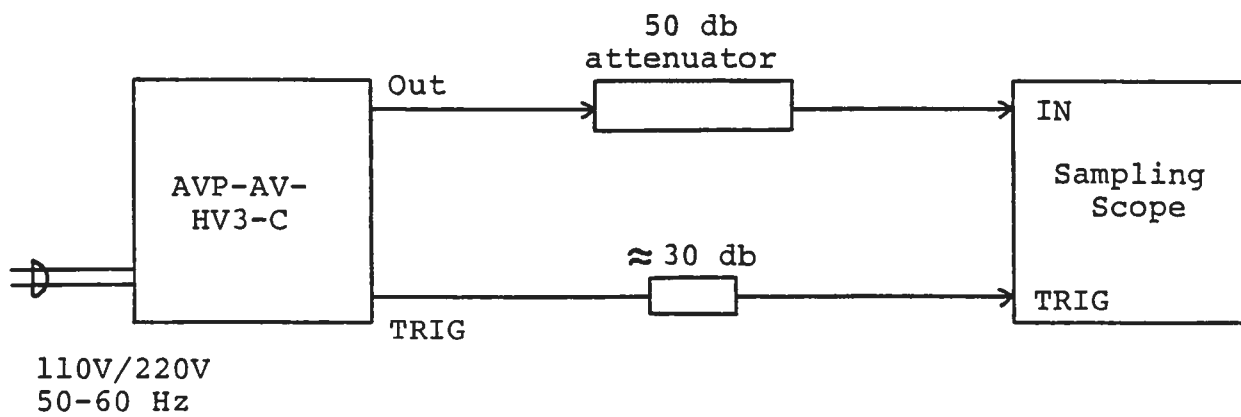 50 db
attenuator
Out
IN
AVP-AV-
HV3-C
Sampling
Scope
≈ 30 db
TRIG
TRIG
110V/220V
50-60 Hz